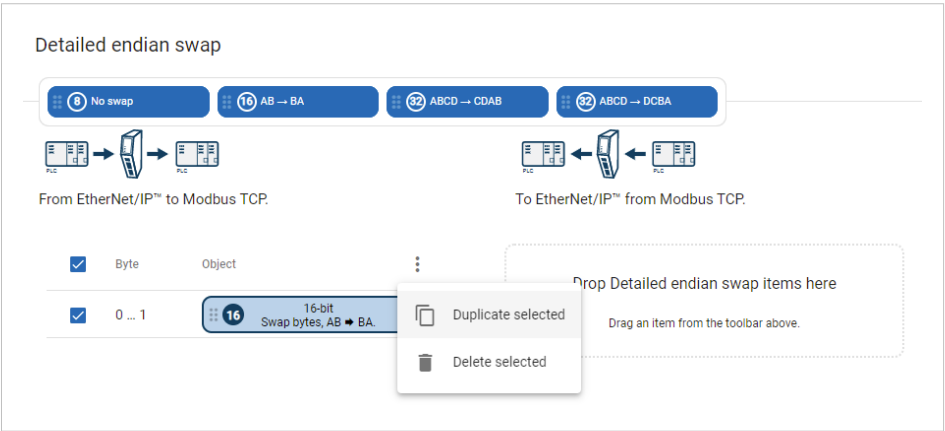 Detailed endian swap
8 No swap
16 AB → BA
32 ABCD → CDAB
32 ABCD → DCBA
PLC PLC
PLC PLC
From EtherNet/IP™ to Modbus TCP.
To EtherNet/IP™ from Modbus TCP.
Byte Object
0 ... 1
16 16-bit
Swap bytes, AB ➡ BA.
Duplicate selected
Delete selected
Drop Detailed endian swap items here
Drag an item from the toolbar above.